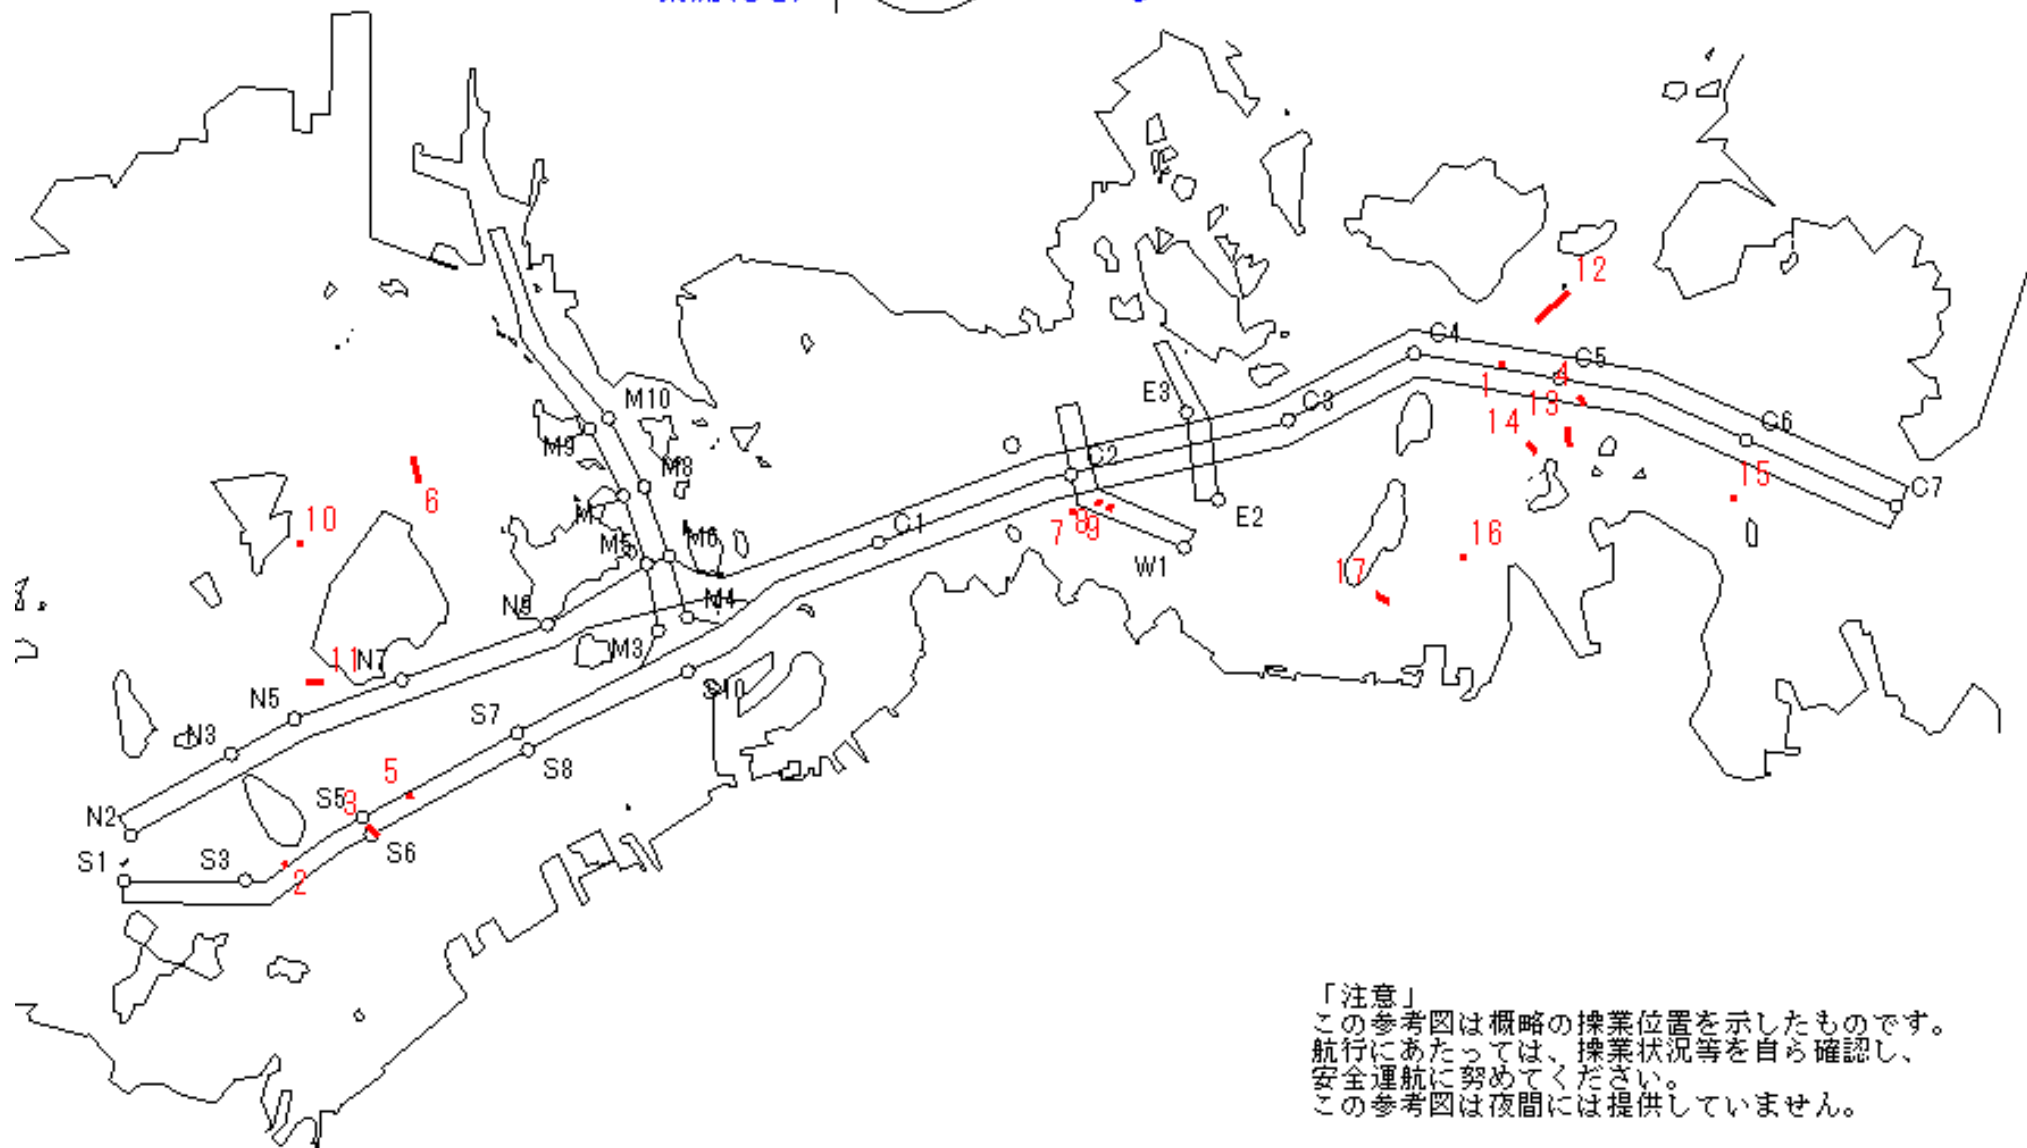 12
C4
C5
1
4
13
14
E3
C3
C6
M10
M9
M8
C2
15
C7
10
6
M7
7
8
9
E2
16
M5
M6
C1
W1
17
N9
M4
M3
11
N7
N5
S10
N3
S7
S8
5
S5
3
N2
S6
S1
S3
2
「注意」
この参考図は概略の操業位置を示したものです。
航行にあたっては、操業状況等を自ら確認し、
安全運航に努めてください。
この参考図は夜間には提供していません。